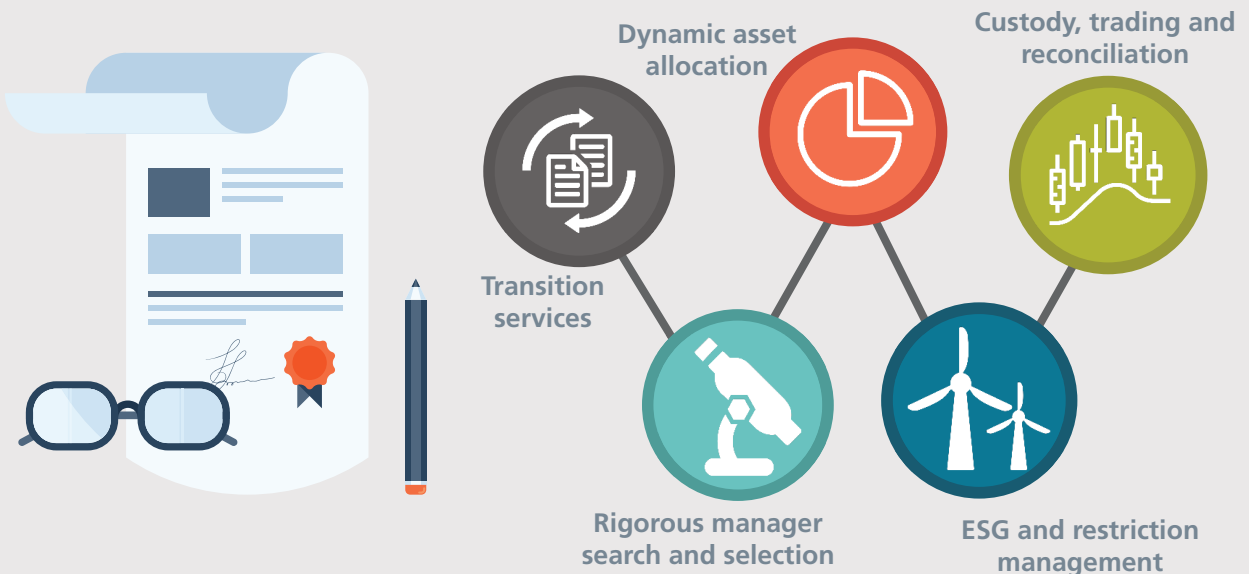 Dynamic asset
allocation
Custody, trading and
reconciliation
Transition
services
Rigorous manager
search and selection
ESG and restriction
management